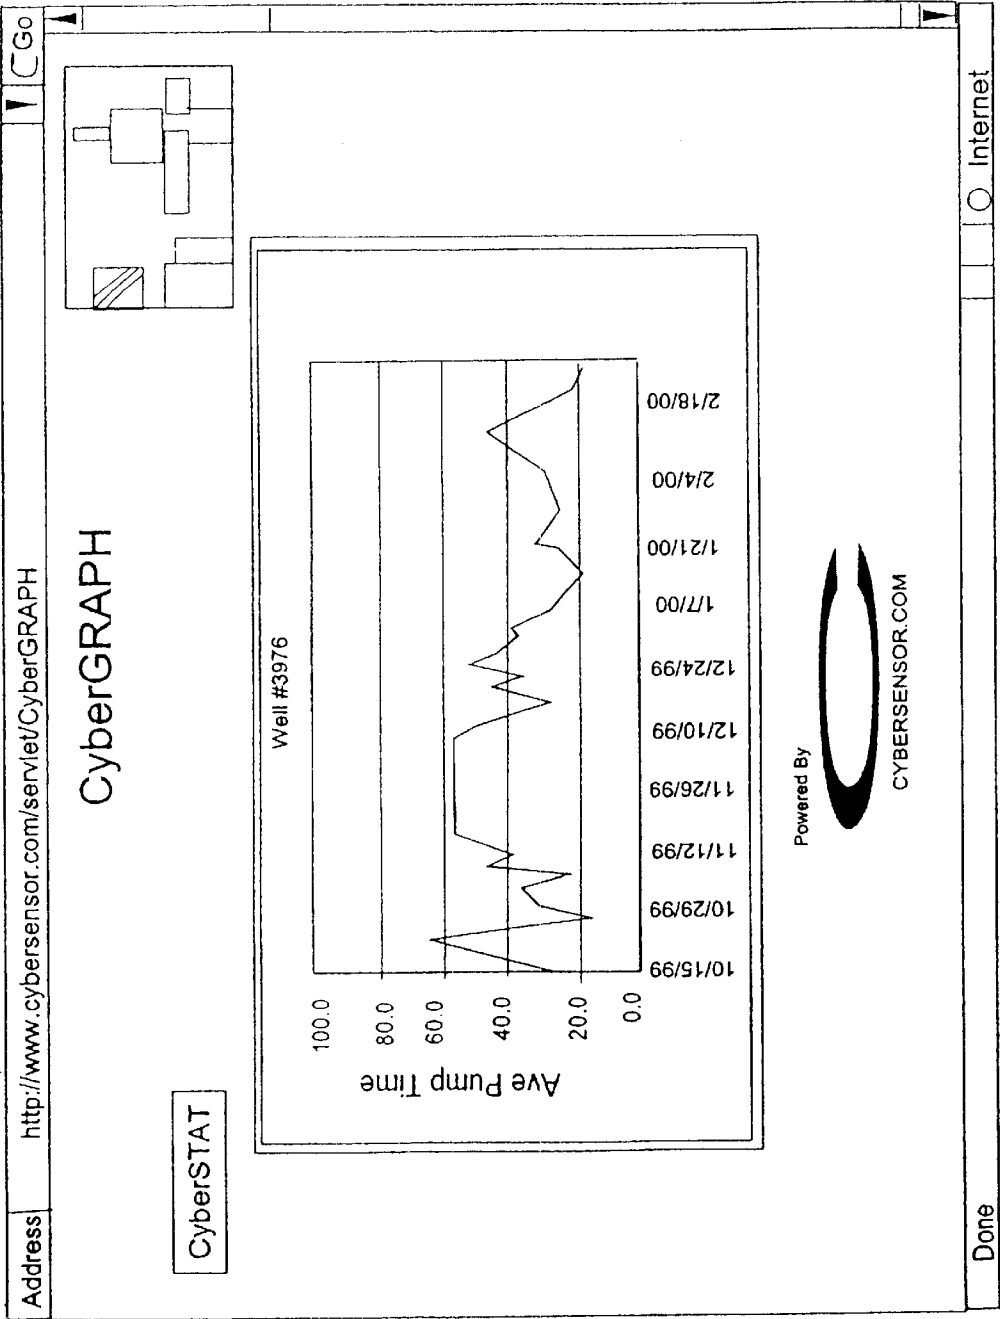 Address http://www.cybersensor.com/servlet/CyberGRAPH Go
CyberGRAPH
CyberSTAT
Well #3976
Ave Pump Time
100.0
80.0
60.0
40.0
20.0
0.0
10/15/99 10/29/99 11/12/99 11/26/99 12/10/99 12/24/99 1/7/00 1/21/00 2/4/00 2/18/00
Powered By
CYBERSENSOR.COM
Done Internet